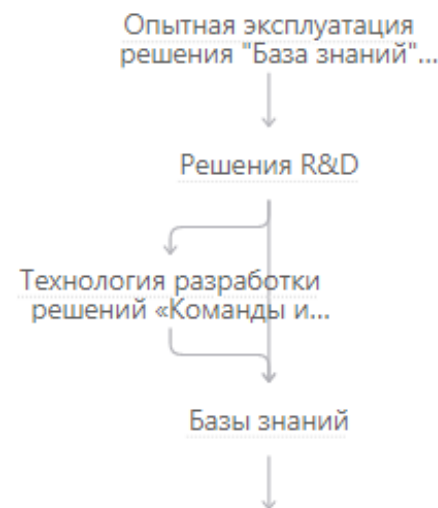 Опытная эксплуатация
решения "База знаний"...
Решения R&D
Технология разработки
решений «Команды и...
Базы знаний